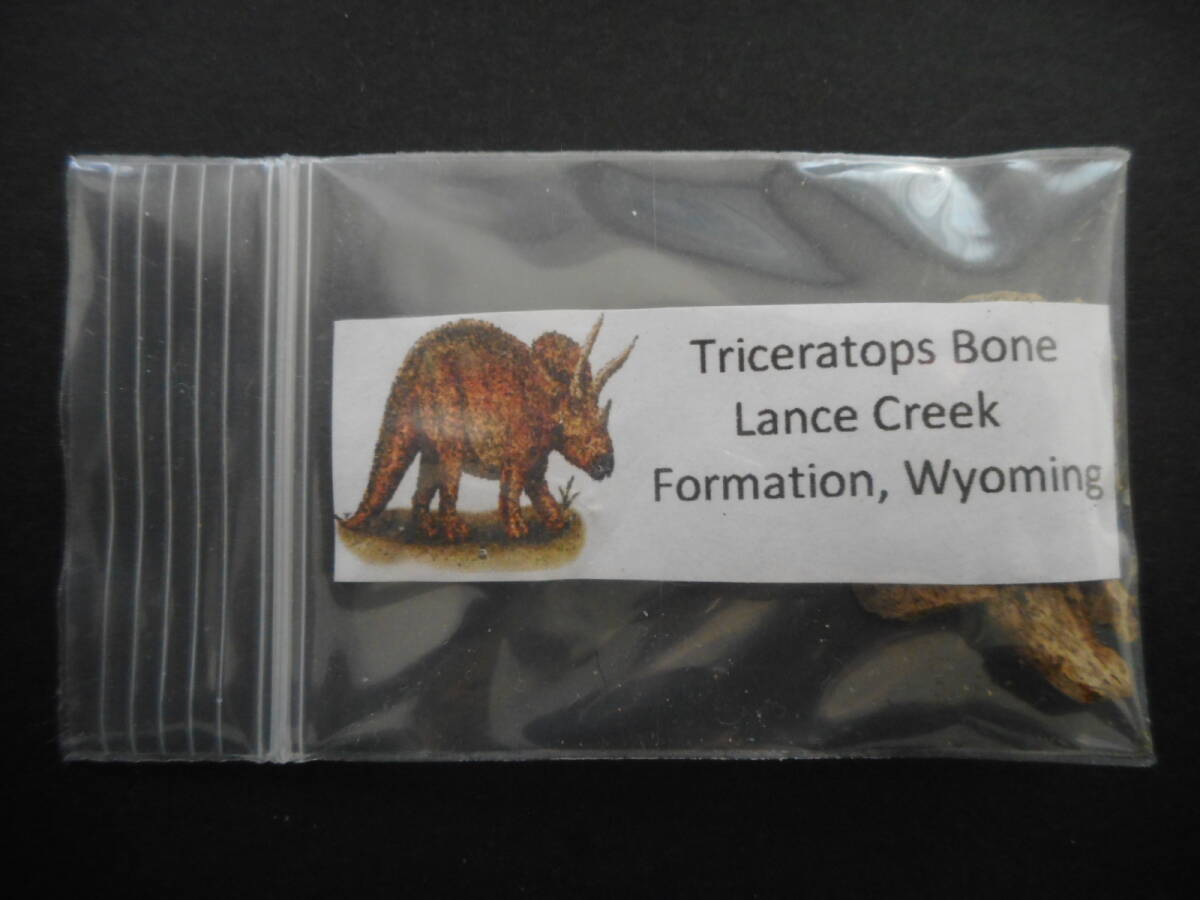 Triceratops Bone
Lance Creek
Formation, Wyoming